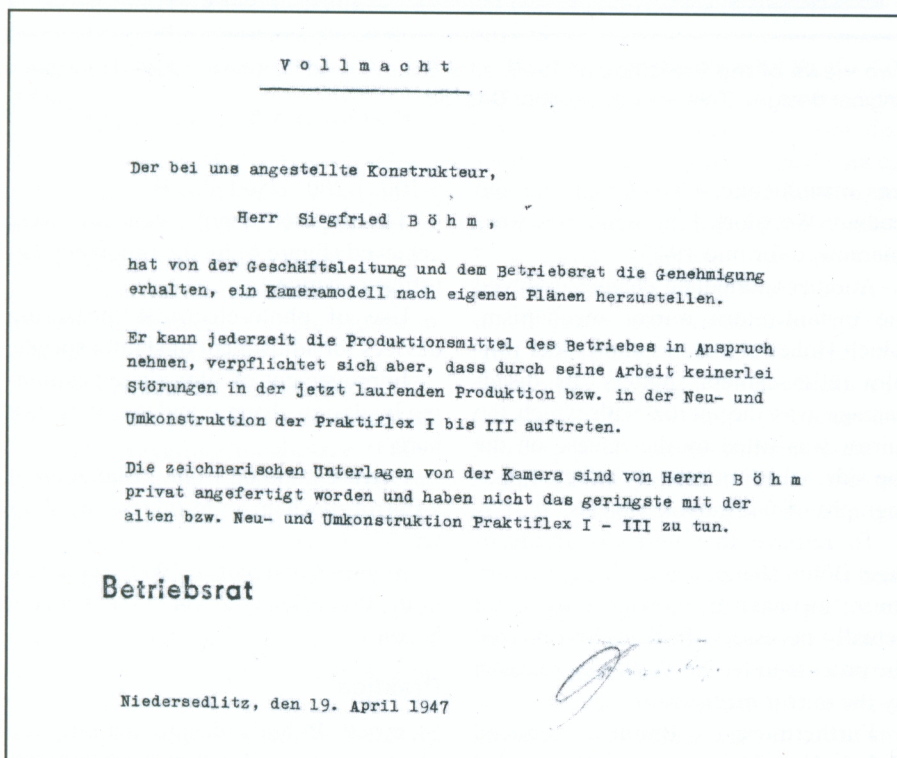 V o l l m a c h t
Der bei uns angestellte Konstrukteur,
Herr Siegfried B ö h m ,
hat von der Geschäftsleitung und dem Betriebsrat die Genehmigung
erhalten, ein Kameramodell nach eigenen Plänen herzustellen.
Er kann jederzeit die Produktionsmittel des Betriebes in Anspruch
nehmen, verpflichtet sich aber, dass durch seine Arbeit keinerlei
Störungen in der jetzt laufenden Produktion bzw. in der Neu- und
Umkonstruktion der Praktiflex I bis III auftreten.
Die zeichnerischen Unterlagen von der Kamera sind von Herrn B ö h m
privat angefertigt worden und haben nicht das geringste mit der
alten bzw. Neu- und Umkonstruktion Praktiflex I - III zu tun.
Betriebsrat
Niedersedlitz, den 19. April 1947